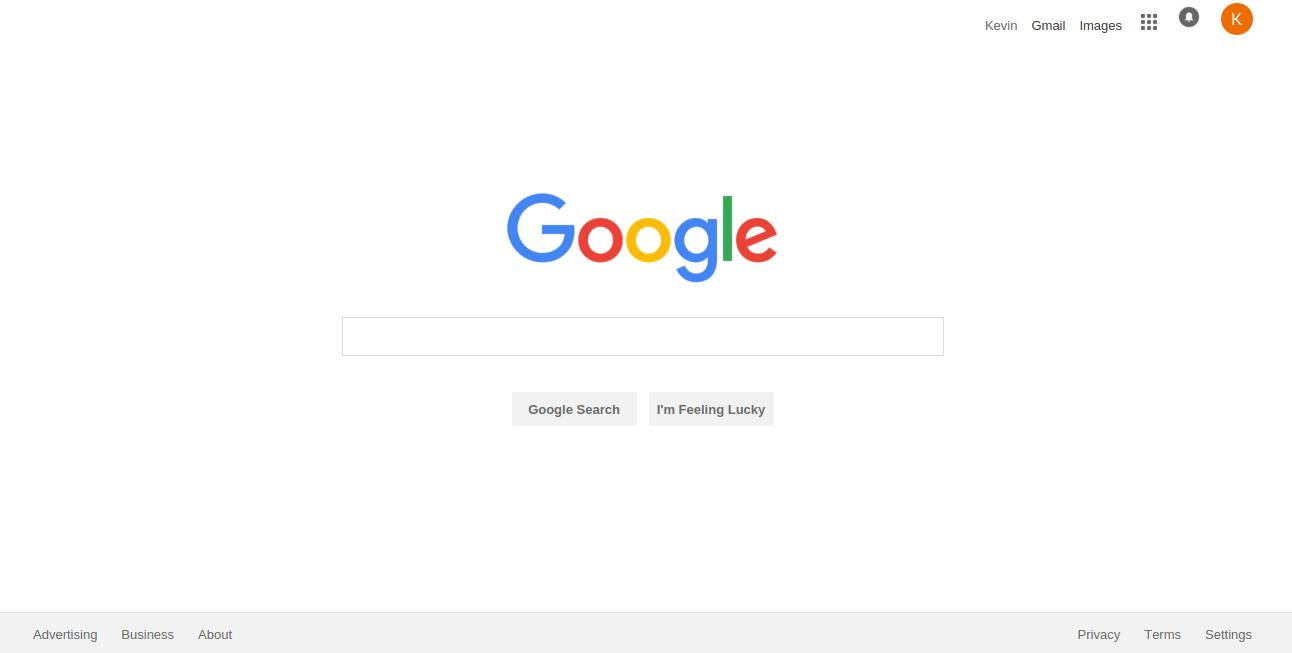 Kevin Gmail Images K
Google
Google Search I'm Feeling Lucky
Advertising Business About Privacy Terms Settings